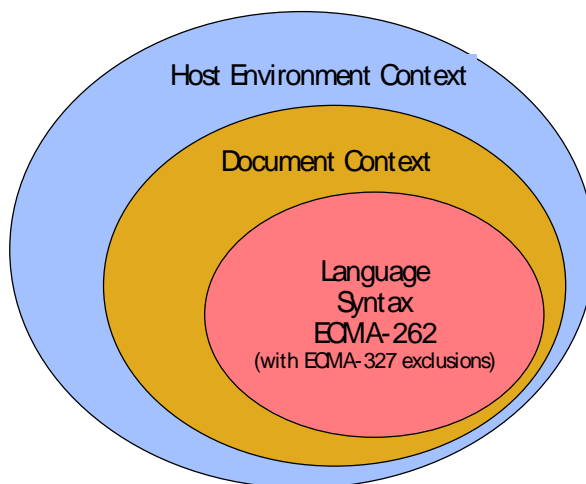 Host Environment Context
Document Context
Language
Syntax
ECMA-262
(with ECMA-327 exclusions)